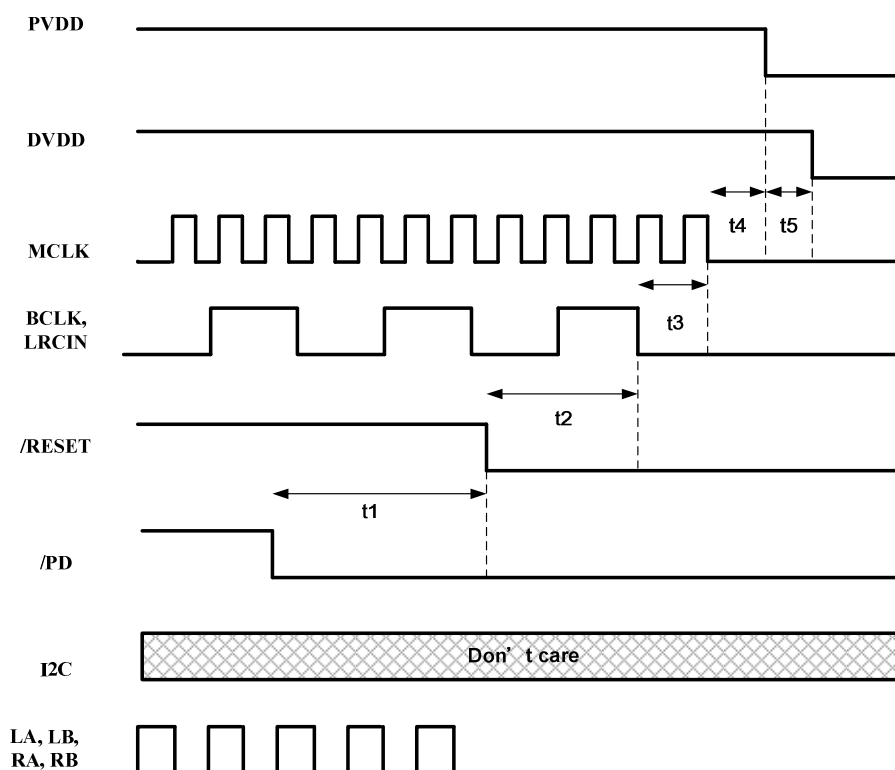 PVDD
DVDD
t4
t5
MCLK
BCLK,
LRCIN
t3
t2
/RESET
t1
/PD
Don’ t care
I2C
LA, LB,
RA, RB